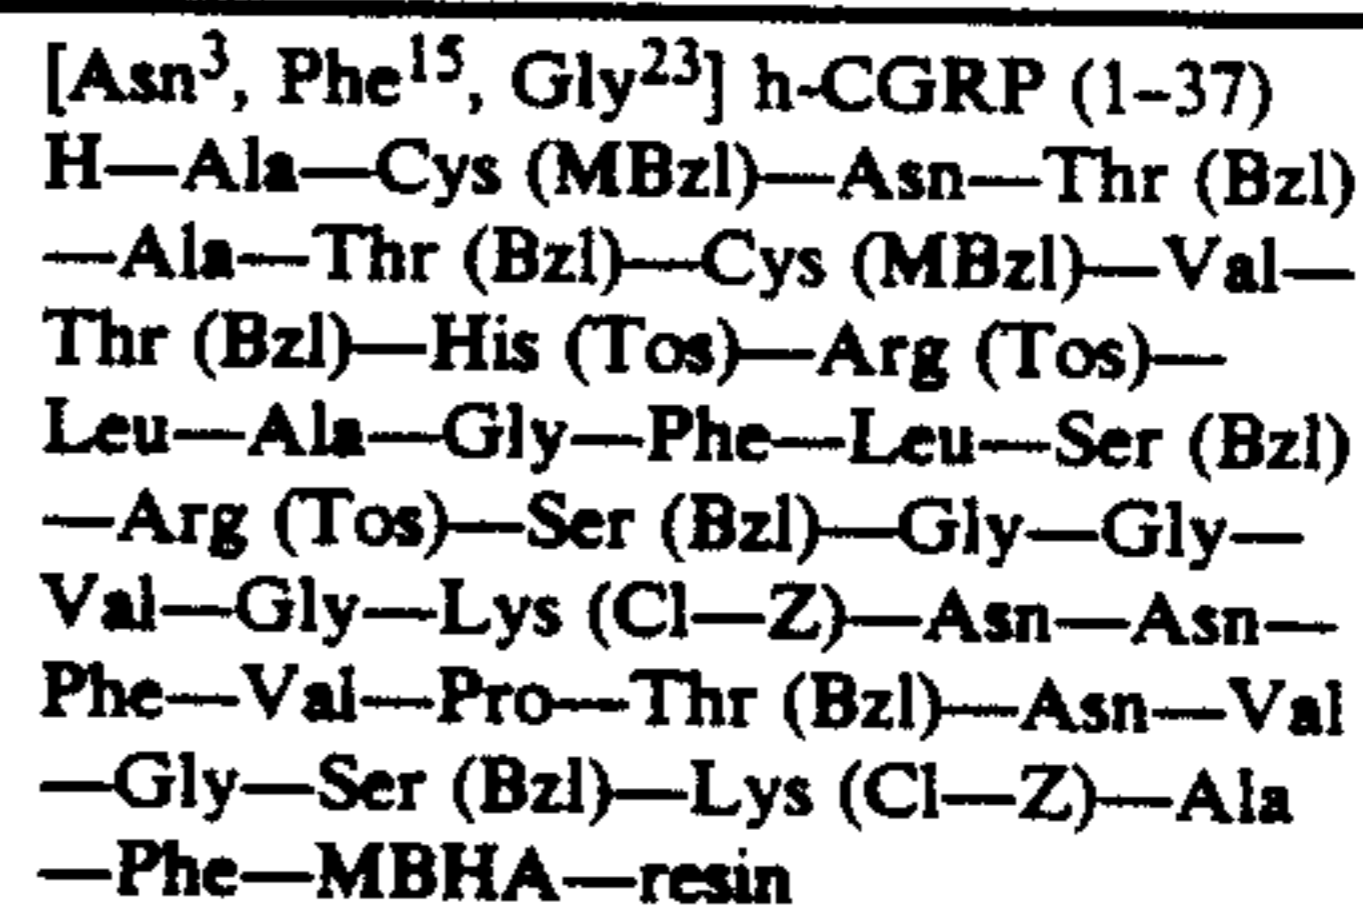 [Asn3, Phe15, Gly23] h-CGRP (1–37)
H—Ala—Cys (MBzl)—Asn—Thr (Bzl)
—Ala—Thr (Bzl)—Cys (MBzl)—Val—
Thr (Bzl)—His (Tos)—Arg (Tos)—
Leu—Ala—Gly—Phe—Leu—Ser (Bzl)
—Arg (Tos)—Ser (Bzl)—Gly—Gly—
Val—Gly—Lys (Cl—Z)—Asn—Asn—
Phe—Val—Pro—Thr (Bzl)—Asn—Val
—Gly—Ser (Bzl)—Lys (Cl—Z)—Ala
—Phe—MBHA—resin